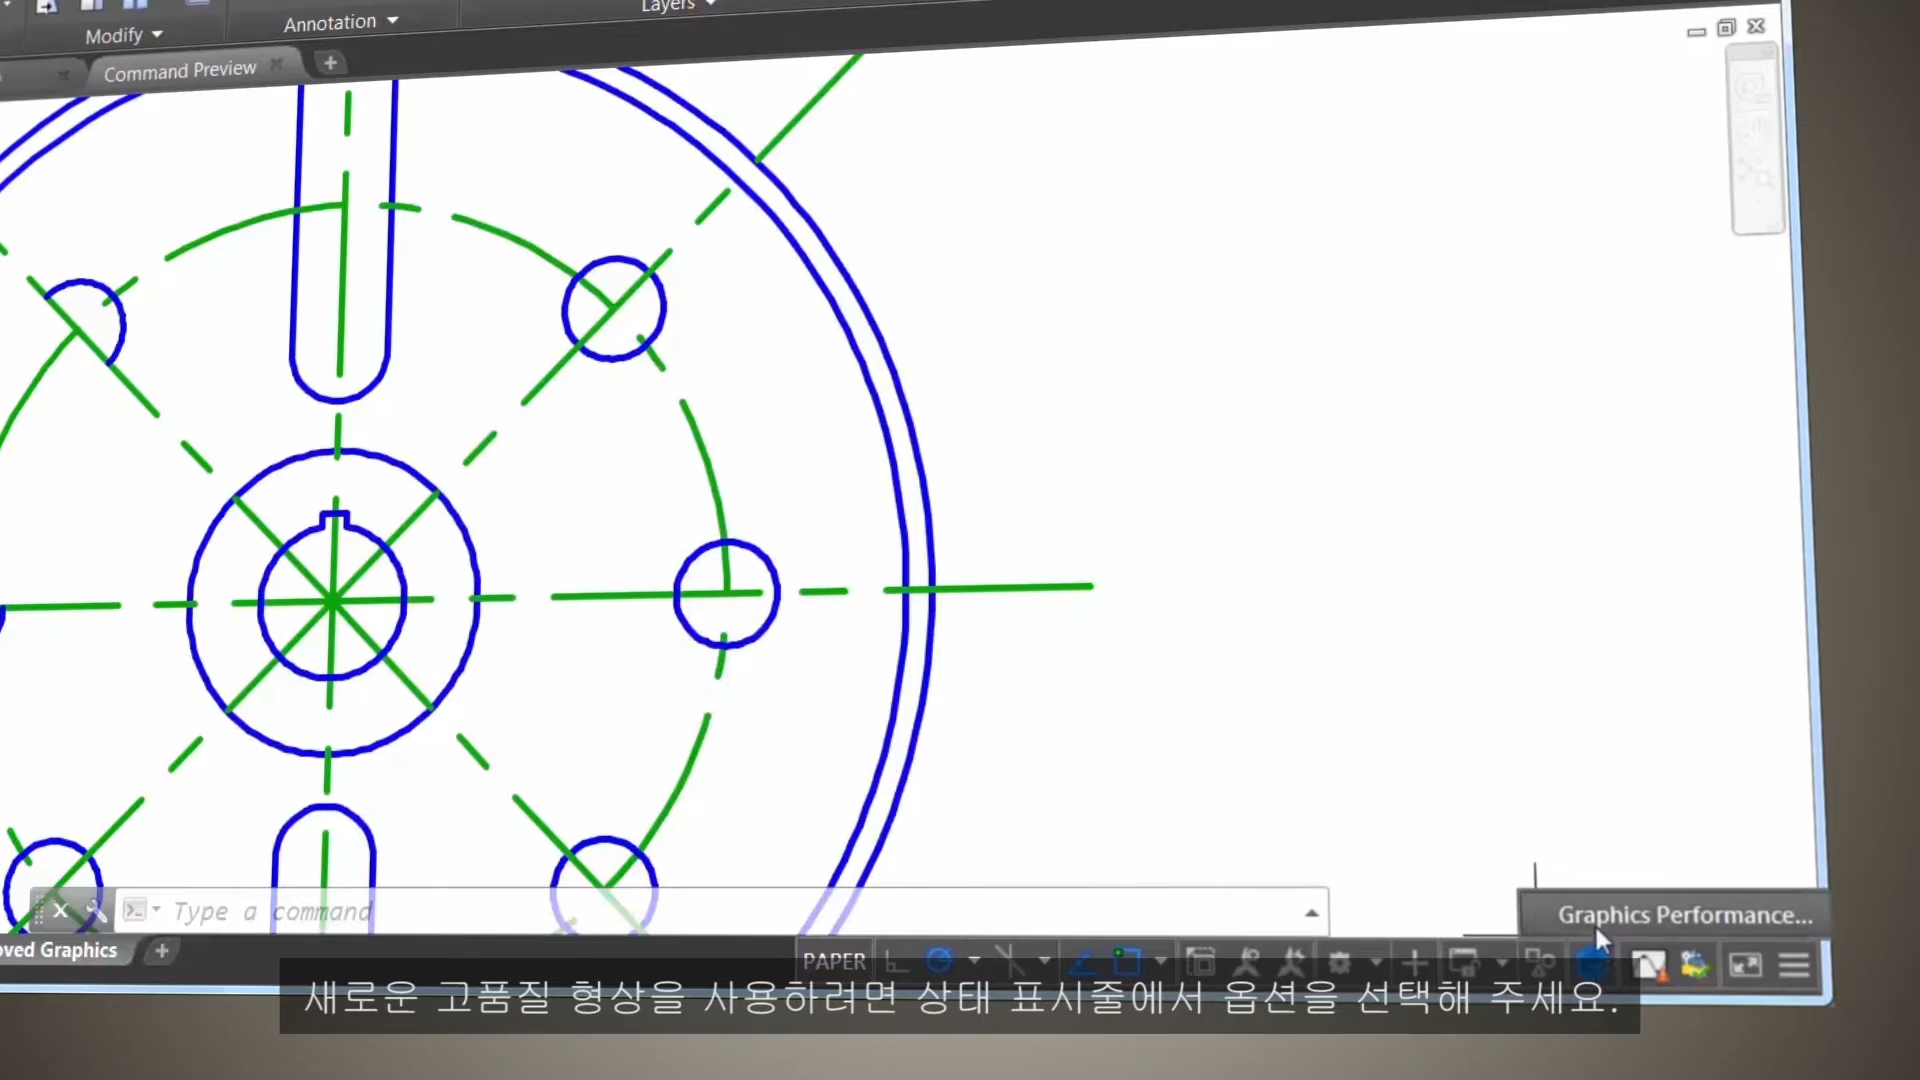 Modify
Annotation
Layers
Command Preview
Type a command
Graphics Performance...
oved Graphics
PAPER
새로운 고품질 형상을 사용하려면 상태 표시줄에서 옵션을 선택해 주세요.